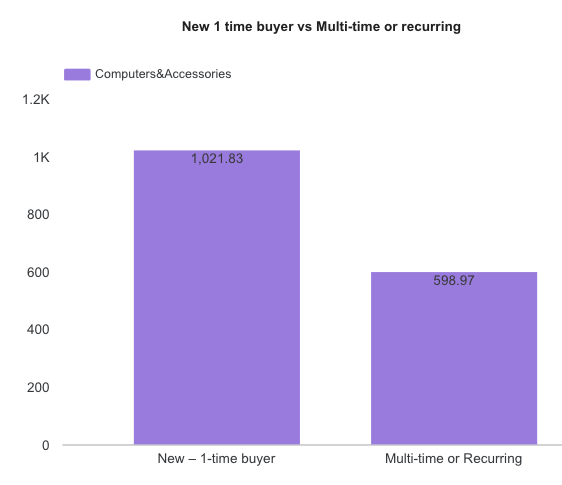 New 1 time buyer vs Multi-time or recurring
Computers&Accessories
1.2K
1K
800
600
400
200
0
1,021.83
598.97
New – 1-time buyer
Multi-time or Recurring